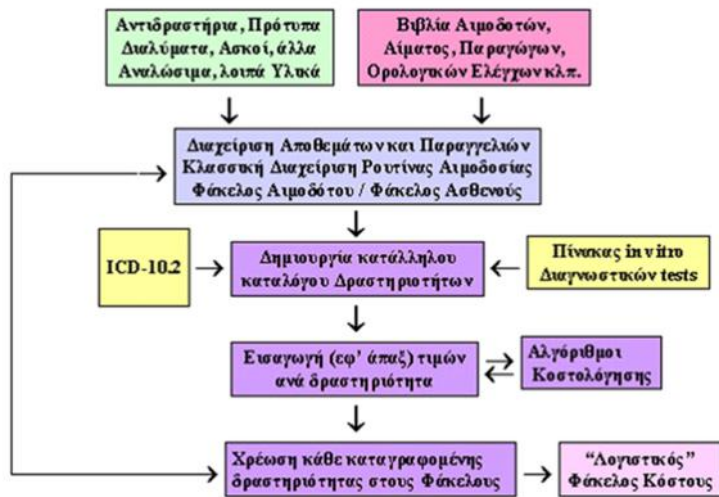 Αντιδραστήρια, Πρότυπα
Διαλύματα, Ασκοί, άλλα
Αναλώσιμα, λοιπά Υλικά
Βιβλία Αιμοδοτών,
Αίματος, Παραγώγων,
Ορολογικών Ελέγχων κλπ.
Διαχείριση Αποθεμάτων και Παραγγελιών
Κλασσική Διαχείριση Ρουτίνας Αιμοδοσίας
Φάκελος Αιμοδότου / Φάκελος Ασθενούς
ICD-10.2
Δημιουργία κατάλληλου
καταλόγου Δραστηριοτήτων
Πίνακας in vitro
Διαγνωστικών tests
Εισαγωγή (εφ’ άπαξ) τιμών
ανά δραστηριότητα
Αλγόριθμοι
Κοστολόγησης
Χρέωση κάθε καταγραφομένης
δραστηριότητας στους Φάκελους
“Λογιστικός”
Φάκελος Κόστους